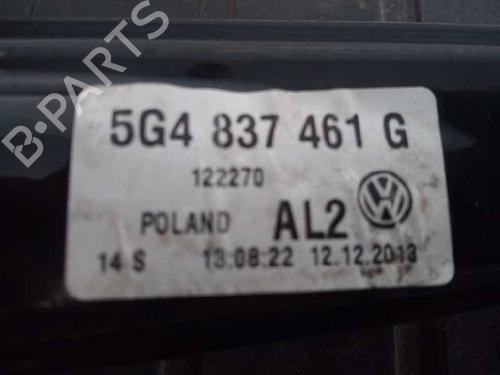 B-PARTS
5G4 837 461 G
122270
POLAND AL2
14 S 13:08:22 12.12.2013